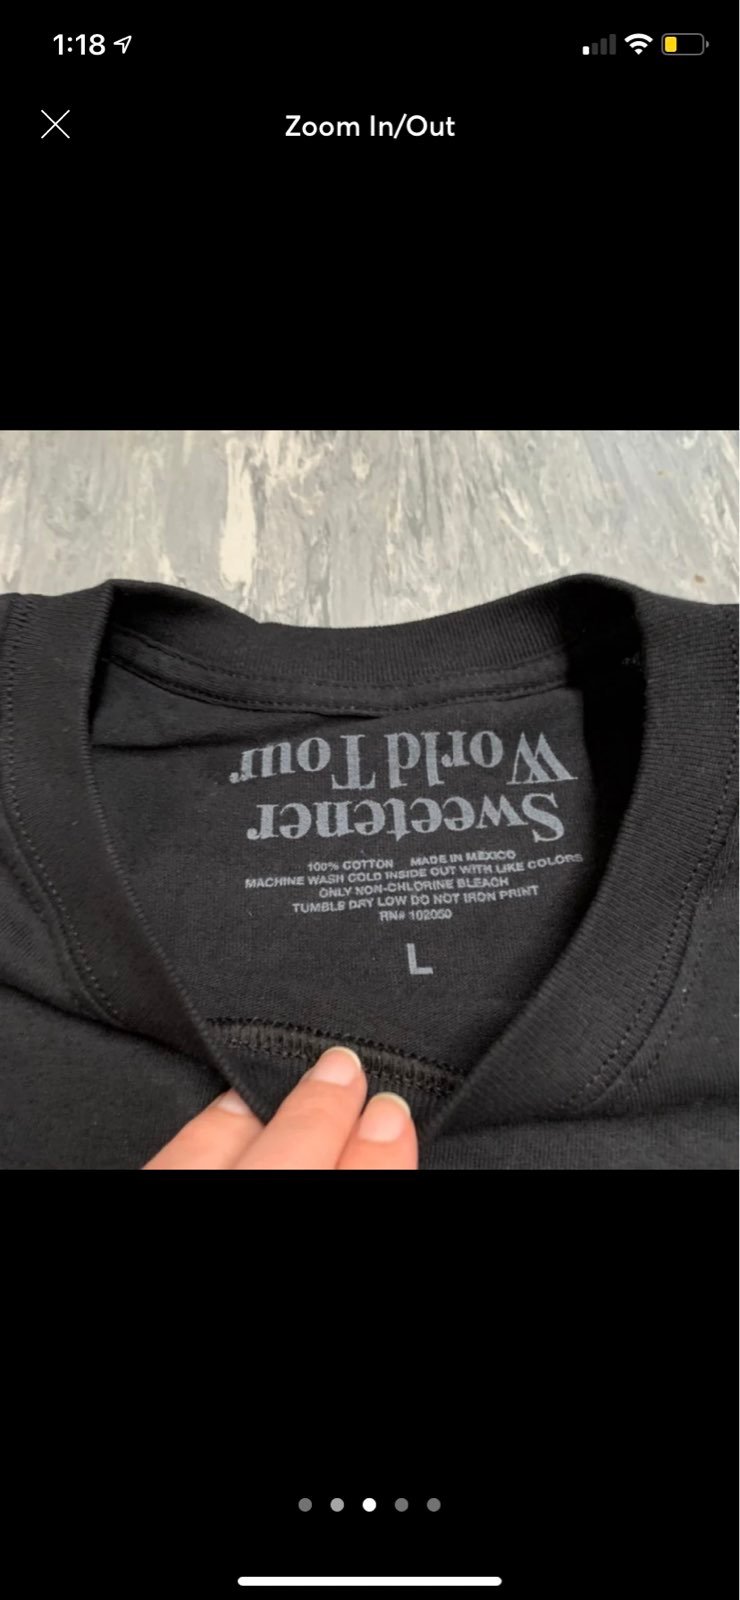 1:18
Zoom In/Out
Sweetener
World Tour
100% COTTON MADE IN MEXICO
MACHINE WASH COLD INSIDE OUT WITH LIKE COLORS
ONLY NON-CHLORINE BLEACH
TUMBLE DRY LOW DO NOT IRON PRINT
RN# 102050
L